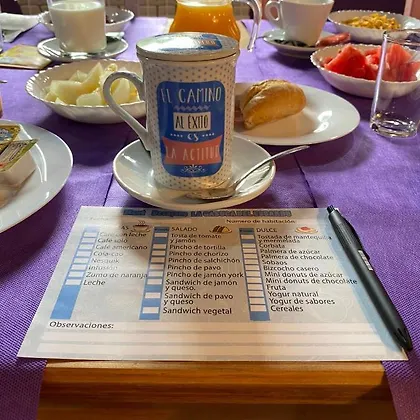 EL CAMINO
AL ÉXITO
ES
LA ACTITUD
Número de habitación:
SALADO
DULCE
Café con leche
Café solo
Café americano
Cola-cao
Nesquik
Infusión
Zumo de naranja
Leche
Tosta de tomate
y jamón
Pincho de tortilla
Pincho de chorizo
Pincho de salchichón
Pincho de pavo
Pincho de jamón york
Sandwich de jamón
y queso.
Sandwich de pavo
y queso
Sandwich vegetal
Tostada de mantequilla
y mermelada
Corbata
Palmera de azúcar
Palmera de chocolate
Sobaos
Bizcocho casero
Mini donuts de azúcar
Mini donuts de chocolate
Fruta
Yogur natural
Yogur de sabores
Cereales
Observaciones: